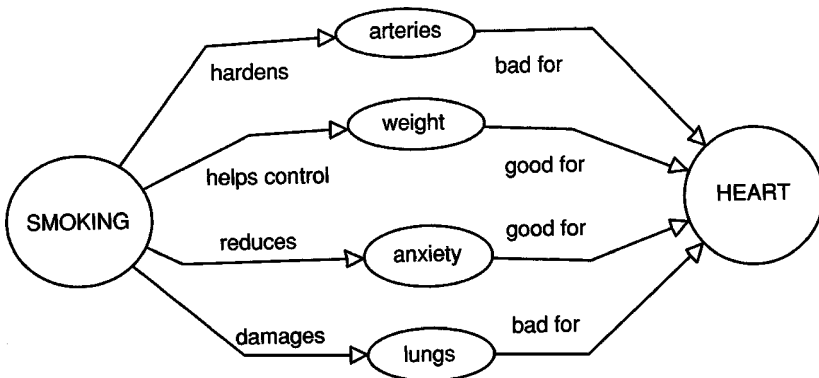 arteries
hardens
bad for
weight
helps control
good for
SMOKING
HEART
reduces
anxiety
good for
damages
lungs
bad for